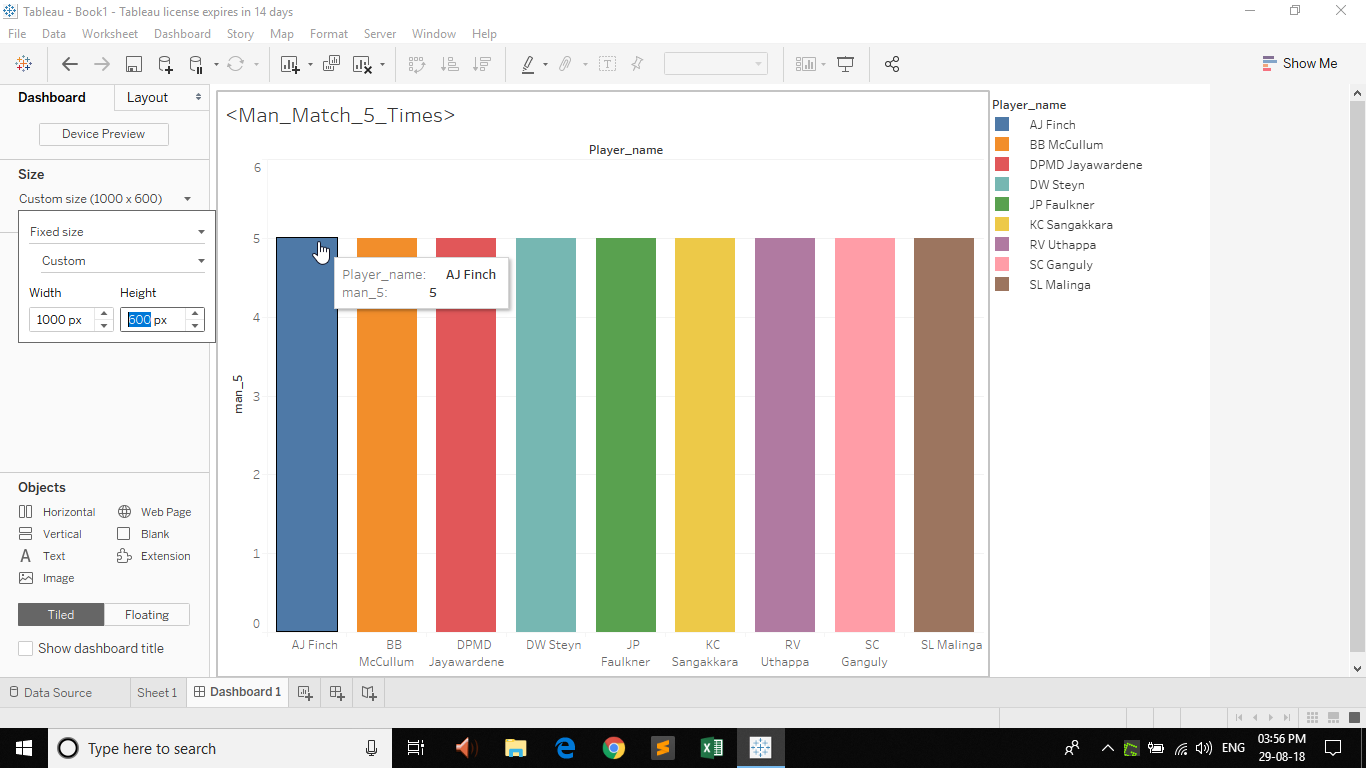 Tableau - Book1 - Tableau license expires in 14 days
File Data Worksheet Dashboard Story Map Format Server Window Help
Show Me
Dashboard Layout
Device Preview
Size
Custom size (1000 x 600)
Fixed size
Custom
Width Height
1000 px 600 px
Objects
Horizontal Web Page
Vertical Blank
Text Extension
Image
Tiled Floating
Show dashboard title
<Man_Match_5_Times>
Player_name
6
5
4
3
2
1
0
man_5
Player_name: AJ Finch
man_5: 5
AJ Finch BB McCullum DPMD Jayawardene DW Steyn JP Faulkner KC Sangakkara RV Uthappa SC Ganguly SL Malinga
Player_name
AJ Finch
BB McCullum
DPMD Jayawardene
DW Steyn
JP Faulkner
KC Sangakkara
RV Uthappa
SC Ganguly
SL Malinga
Data Source Sheet 1 Dashboard 1
Type here to search
ENG
03:56 PM
29-08-18